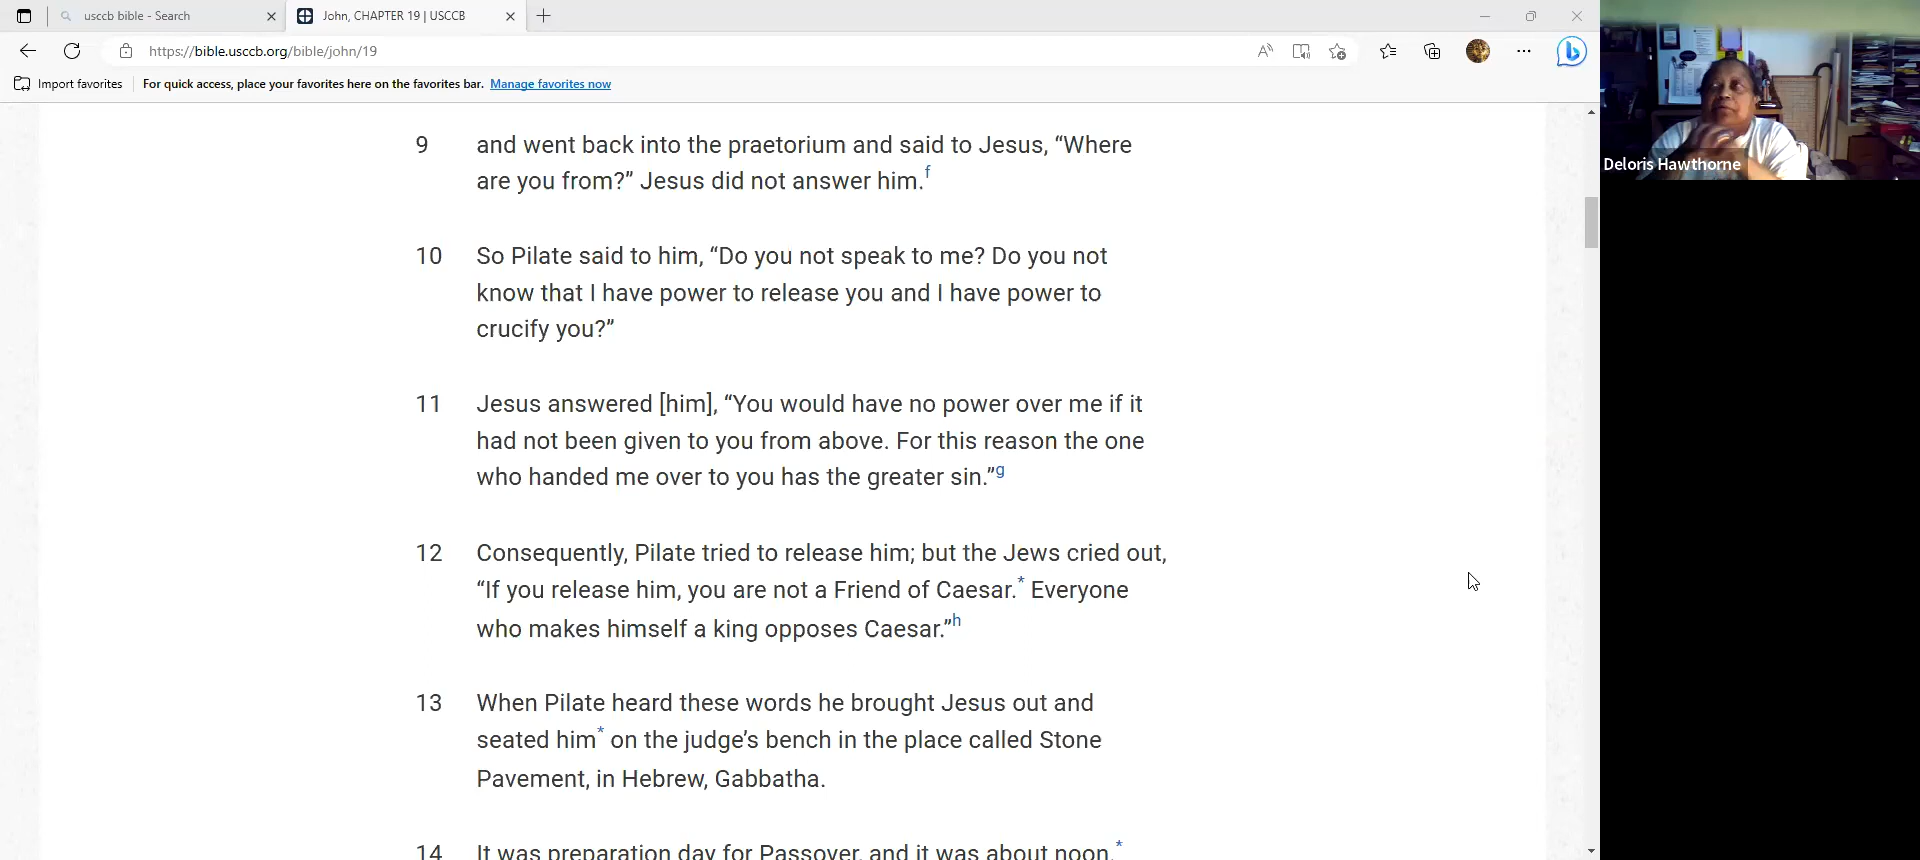 usccb bible - Search
John, CHAPTER 19 | USCCB
https://bible.usccb.org/bible/john/19
Import favorites
For quick access, place your favorites here on the favorites bar. Manage favorites now
9 and went back into the praetorium and said to Jesus, “Where
are you from?” Jesus did not answer him.f
10 So Pilate said to him, “Do you not speak to me? Do you not
know that I have power to release you and I have power to
crucify you?”
11 Jesus answered [him], “You would have no power over me if it
had not been given to you from above. For this reason the one
who handed me over to you has the greater sin.”g
12 Consequently, Pilate tried to release him; but the Jews cried out,
“If you release him, you are not a Friend of Caesar.* Everyone
who makes himself a king opposes Caesar.”h
13 When Pilate heard these words he brought Jesus out and
seated him* on the judge’s bench in the place called Stone
Pavement, in Hebrew, Gabbatha.
14 It was preparation day for Passover, and it was about noon.*
Deloris Hawthorne